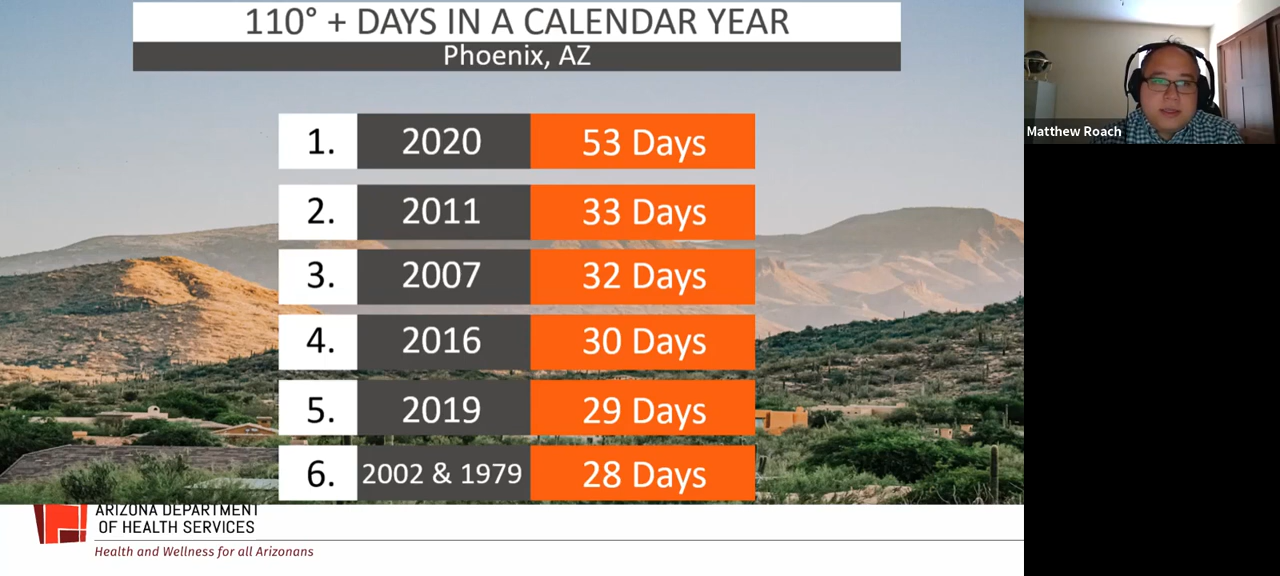 110° + DAYS IN A CALENDAR YEAR
Phoenix, AZ
1. 2020 53 Days
2. 2011 33 Days
3. 2007 32 Days
4. 2016 30 Days
5. 2019 29 Days
6. 2002 & 1979 28 Days
ARIZONA DEPARTMENT
OF HEALTH SERVICES
Health and Wellness for all Arizonans
Matthew Roach